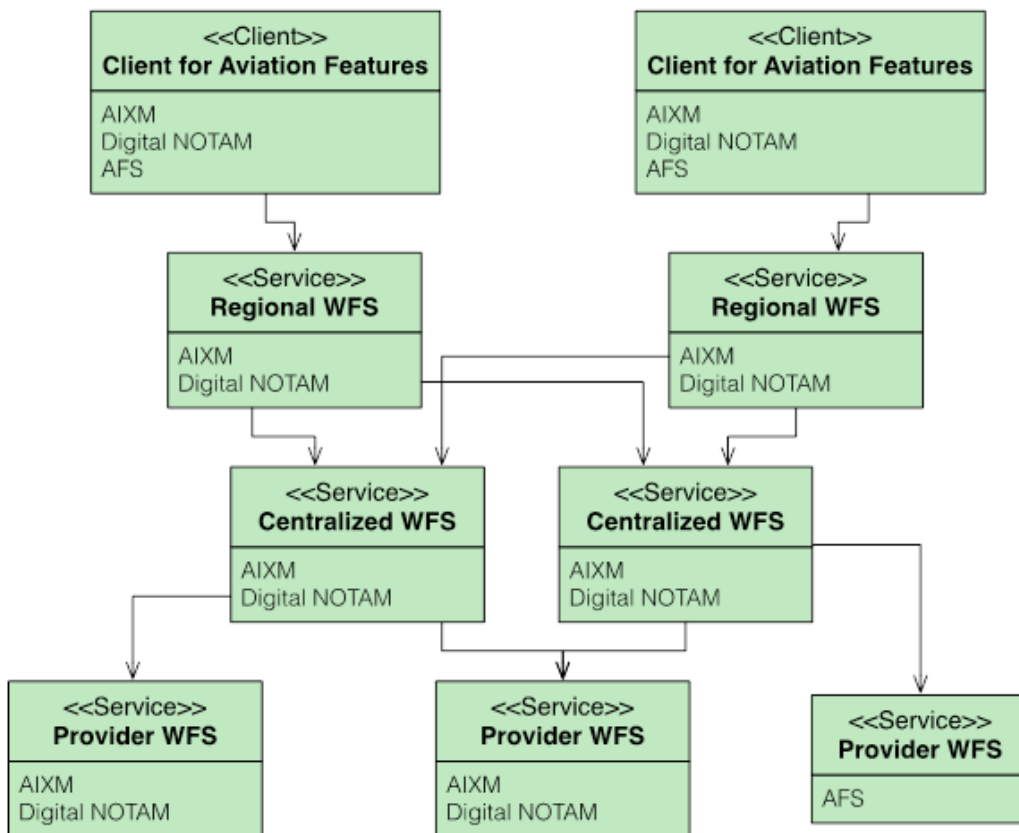 <<Client>>
Client for Aviation Features
AIXM
Digital NOTAM
AFS
<<Client>>
Client for Aviation Features
AIXM
Digital NOTAM
AFS
<<Service>>
Regional WFS
AIXM
Digital NOTAM
<<Service>>
Regional WFS
AIXM
Digital NOTAM
<<Service>>
Centralized WFS
AIXM
Digital NOTAM
<<Service>>
Centralized WFS
AIXM
Digital NOTAM
<<Service>>
Provider WFS
AIXM
Digital NOTAM
<<Service>>
Provider WFS
AIXM
Digital NOTAM
<<Service>>
Provider WFS
AFS